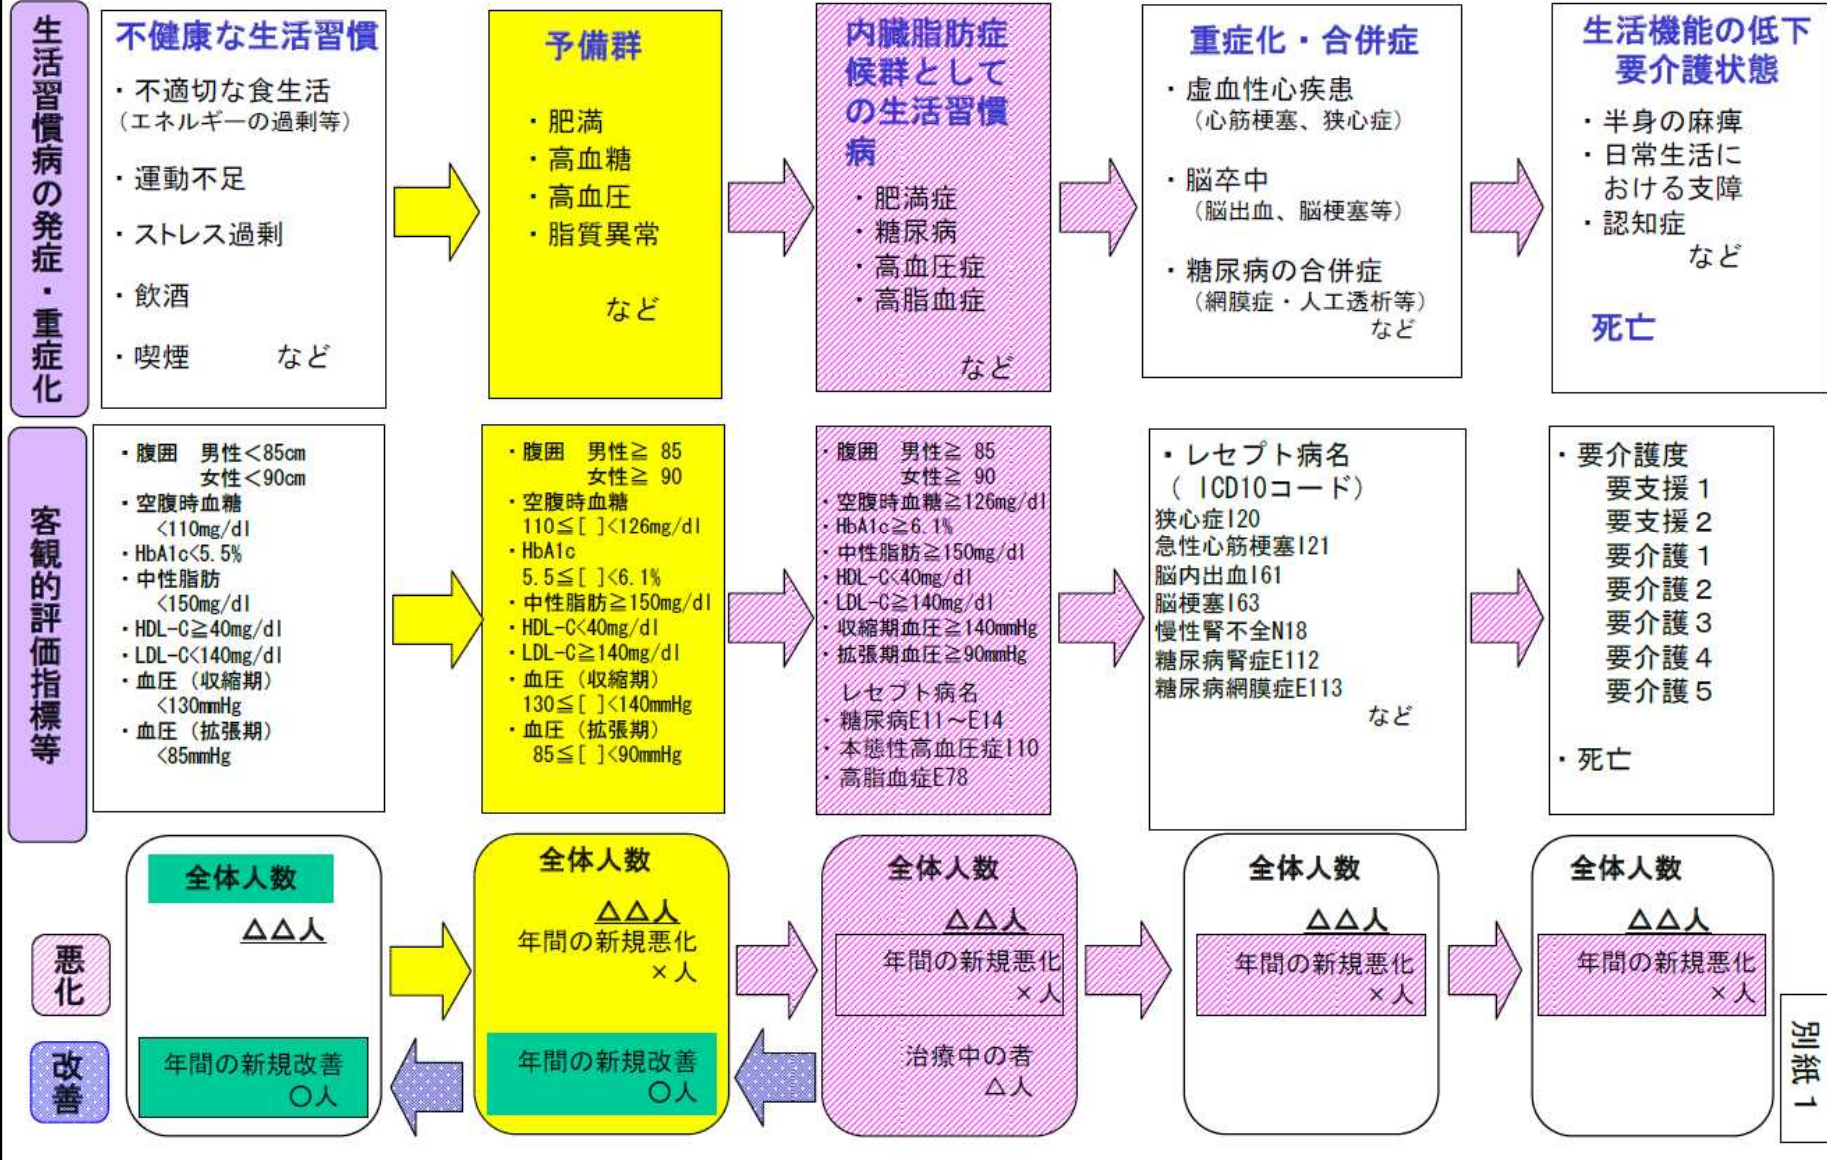 生活習慣病の発症・重症化
不健康な生活習慣
・不適切な食生活
（エネルギーの過剰等）
・運動不足
・ストレス過剰
・飲酒
・喫煙　　　など
予備群
・肥満
・高血糖
・高血圧
・脂質異常
など
内臓脂肪症
候群として
の生活習慣
病
・肥満症
・糖尿病
・高血圧症
・高脂血症
など
重症化・合併症
・虚血性心疾患
（心筋梗塞、狭心症）
・脳卒中
（脳出血、脳梗塞等）
・糖尿病の合併症
（網膜症・人工透析等）
など
生活機能の低下
要介護状態
・半身の麻痺
・日常生活に
おける支障
・認知症
など
死亡
客観的評価指標等
・腹囲　男性＜85cm
女性＜90cm
・空腹時血糖
<110mg/dl
・HbA1c<5.5%
・中性脂肪
<150mg/dl
・HDL-C≧40mg/dl
・LDL-C<140mg/dl
・血圧（収縮期）
<130mmHg
・血圧（拡張期）
<85mmHg
・腹囲　男性≧ 85
女性≧ 90
・空腹時血糖
110≦[ ]<126mg/dl
・HbA1c
5.5≦[ ]<6.1%
・中性脂肪≧150mg/dl
・HDL-C<40mg/dl
・LDL-C≧140mg/dl
・血圧（収縮期）
130≦[ ]<140mmHg
・血圧（拡張期）
85≦[ ]<90mmHg
・腹囲　男性≧ 85
女性≧ 90
・空腹時血糖≧126mg/dl
・HbA1c≧6.1%
・中性脂肪≧150mg/dl
・HDL-C<40mg/dl
・LDL-C≧140mg/dl
・収縮期血圧≧140mmHg
・拡張期血圧≧90mmHg
レセプト病名
・糖尿病E11～E14
・本態性高血圧症I10
・高脂血症E78
・レセプト病名
（ ICD10コード）
狭心症I20
急性心筋梗塞I21
脳内出血I61
脳梗塞I63
慢性腎不全N18
糖尿病腎症E112
糖尿病網膜症E113
など
・要介護度
要支援１
要支援２
要介護１
要介護２
要介護３
要介護４
要介護５
・死亡
悪化
改善
全体人数
△△人
年間の新規改善
〇人
全体人数
△△人
年間の新規悪化
×人
年間の新規改善
〇人
全体人数
△△人
年間の新規悪化
×人
治療中の者
△人
全体人数
△△人
年間の新規悪化
×人
全体人数
△△人
年間の新規悪化
×人
別紙１